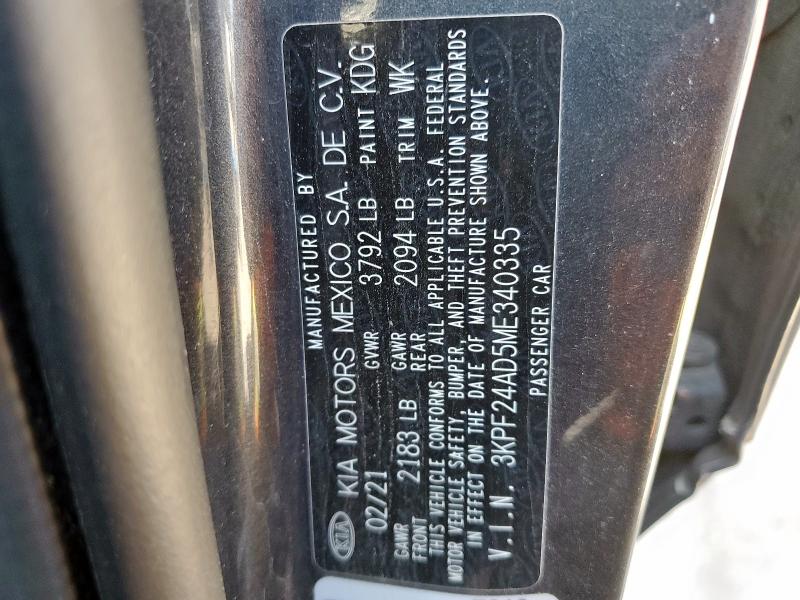 MANUFACTURED BY
KIA KIA MOTORS MEXICO S.A. DE C.V.
02/21 GVWR 3792 LB PAINT KDG
GAWR FRONT 2183 LB GAWR REAR 2094 LB TRIM WK
THIS VEHICLE CONFORMS TO ALL APPLICABLE U.S.A. FEDERAL
MOTOR VEHICLE SAFETY, BUMPER, AND THEFT PREVENTION STANDARDS
IN EFFECT ON THE DATE OF MANUFACTURE SHOWN ABOVE.
V.I.N. 3KPF24AD5ME340335
PASSENGER CAR